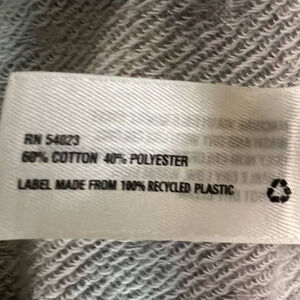 RN 54023
60% COTTON 40% POLYESTER
LABEL MADE FROM 100% RECYCLED PLASTIC